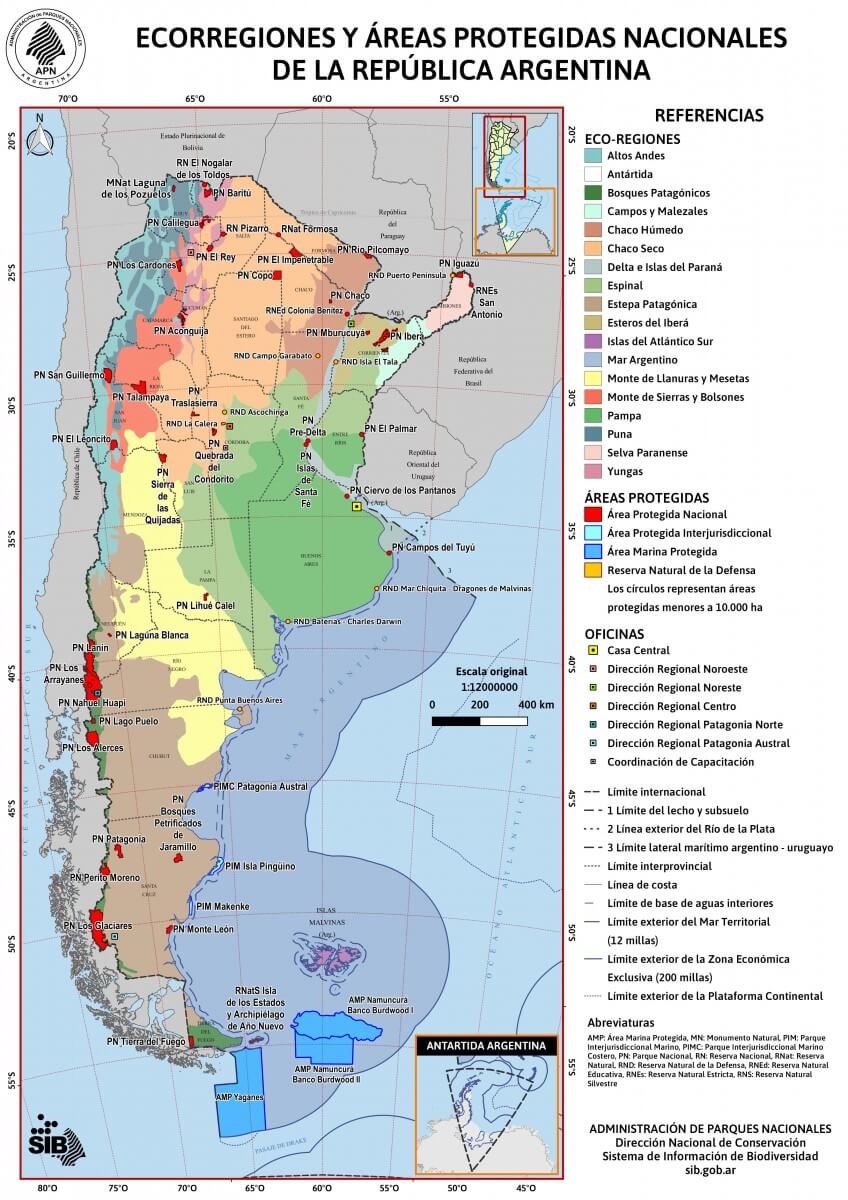 ADMINISTRACIÓN DE PARQUES NACIONALES
APN
ARGENTINA
ECORREGIONES Y ÁREAS PROTEGIDAS NACIONALES
DE LA REPÚBLICA ARGENTINA
70°O
65°O
60°O
55°O
N
20°S
25°S
30°S
35°S
40°S
45°S
50°S
55°S
20°S
25°S
30°S
35°S
40°S
45°S
50°S
55°S
Estado Plurinacional de
Bolivia
RN El Nogalar
de los Toldos
MNat Laguna
de los Pozuelos
PN Baritú
JUJUY
Trópico de Capricornio
República
del
Paraguay
PN Calilegua
RN Pizarro
SALTA
RNat Formosa
FORMOSA
PN Rio Pilcomayo
PN Iguazú
PN Los Cardones
PN El Rey
PN El Impenetrable
RND Puerto Península
PN Copo
CHACO
PN Chaco
MISIONES
RNEs
San
Antonio
TUCUMÁN
RNEd Colonia Benitez
(Arg.)
CATAMARCA
PN Aconquija
SANTIAGO
DEL
ESTERO
PN Mburucuyá
PN Iberá
CORRIENTES
RND Campo Garabato
RND Isla El Tala
República
Federativa del
Brasil
PN San Guillermo
LA
RIOJA
PN Talampaya
PN
Traslasierra
RND Ascochinga
RND La Calera
SANTA
FÉ
SAN
JUAN
PN El Leoncito
CÓRDOBA
PN
Pre-Delta
ENTRE
RÍOS
PN El Palmar
República de Chile
PN
Sierra
de las
Quijadas
PN
Quebrada
del
Condorito
PN
Islas
de
Santa
Fé
República
Oriental del
Uruguay
SAN
LUIS
MENDOZA
PN Ciervo de los Pantanos
1 (Arg.)
2
3
BUENOS
AIRES
PN Campos del Tuyú
LA
PAMPA
PN Lihué Calel
RND Mar Chiquita - Dragones de Malvinas
RND Baterías - Charles Darwin
NEUQUÉN
PN Laguna Blanca
PN Lanín
PN Los
Arrayanes
RÍO
NEGRO
PN Nahuel Huapi
RND Punta Buenos Aires
PN Lago Puelo
PN Los Alerces
CHUBUT
OCÉANO PACÍFICO SUR
MAR ARGENTINO
OCÉANO ATLÁNTICO SUR
Escala original
1:12000000
0 200 400 km
PIMC Patagonia Austral
PN
Bosques
Petrificados
de
Jaramillo
PN Patagonia
PIM Isla Pingüino
PN Perito Moreno
SANTA
CRUZ
PIM Makenke
PN Los Glaciares
PN Monte León
ISLAS
MALVINAS
(Arg.)
RNatS Isla
de los Estados
y Archipiélago
de Año Nuevo
AMP Namuncurá
Banco Burdwood I
TIERRA
DEL
FUEGO
PN Tierra del Fuego
AMP Namuncurá
Banco Burdwood II
AMP Yaganes
PASAJE DE DRAKE
ANTARTIDA ARGENTINA
SIB
80°O
75°O
70°O
65°O
60°O
55°O
50°O
45°O
REFERENCIAS
ECO-REGIONES
Altos Andes
Antártida
Bosques Patagónicos
Campos y Malezales
Chaco Húmedo
Chaco Seco
Delta e Islas del Paraná
Espinal
Estepa Patagónica
Esteros del Iberá
Islas del Atlántico Sur
Mar Argentino
Monte de Llanuras y Mesetas
Monte de Sierras y Bolsones
Pampa
Puna
Selva Paranense
Yungas
ÁREAS PROTEGIDAS
Área Protegida Nacional
Área Protegida Interjurisdiccional
Área Marina Protegida
Reserva Natural de la Defensa
Los círculos representan áreas
protegidas menores a 10.000 ha
OFICINAS
Casa Central
Dirección Regional Noroeste
Dirección Regional Noreste
Dirección Regional Centro
Dirección Regional Patagonia Norte
Dirección Regional Patagonia Austral
Coordinación de Capacitación
Límite internacional
1 Límite del lecho y subsuelo
2 Línea exterior del Río de la Plata
3 Límite lateral marítimo argentino - uruguayo
Límite interprovincial
Línea de costa
Límite de base de aguas interiores
Límite exterior del Mar Territorial
(12 millas)
Límite exterior de la Zona Económica
Exclusiva (200 millas)
Límite exterior de la Plataforma Continental
Abreviaturas
AMP: Área Marina Protegida, MN: Monumento Natural, PIM: Parque
Interjurisdiccional Marino, PIMC: Parque Interjurisdiccional Marino
Costero, PN: Parque Nacional, RN: Reserva Nacional, RNat: Reserva
Natural, RND: Reserva Natural de la Defensa, RNEd: Reserva Natural
Educativa, RNEs: Reserva Natural Estricta, RNS: Reserva Natural
Silvestre
ADMINISTRACIÓN DE PARQUES NACIONALES
Dirección Nacional de Conservación
Sistema de Información de Biodiversidad
sib.gob.ar